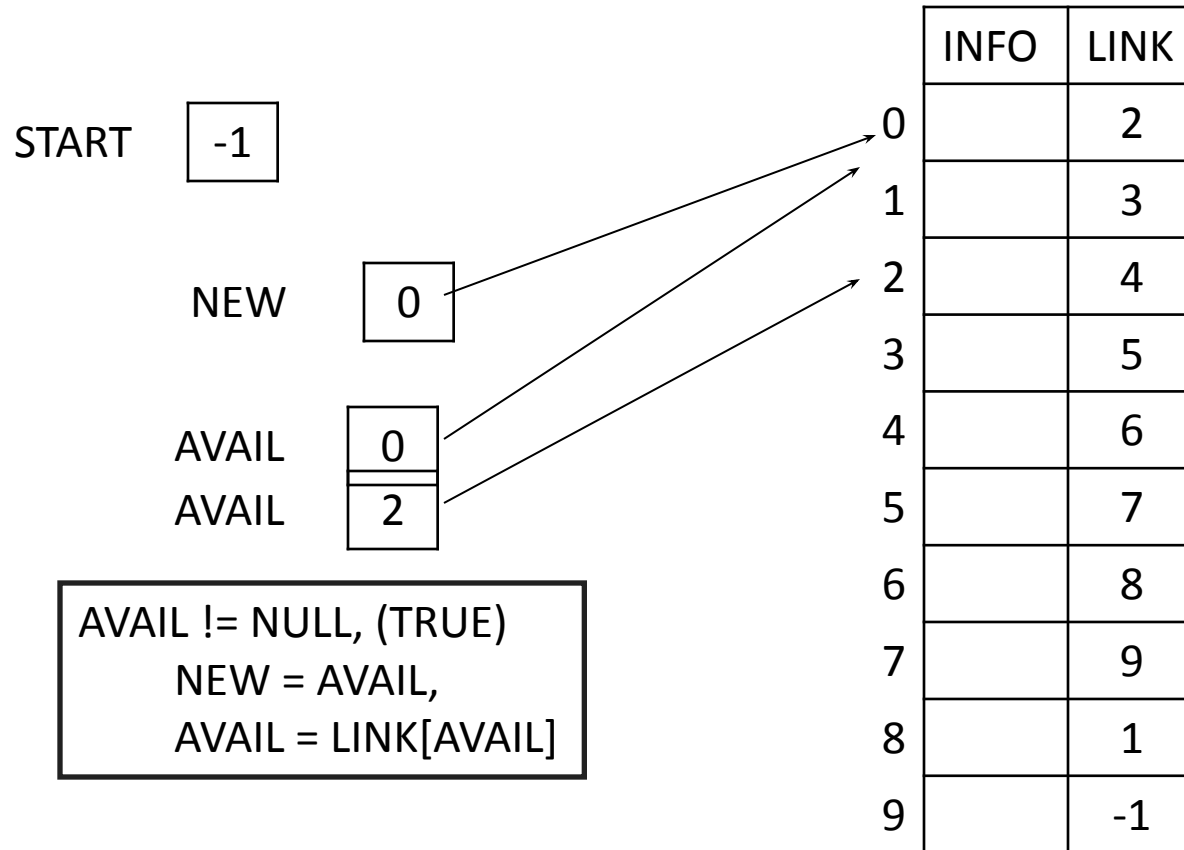 START -1
NEW 0
AVAIL 0
AVAIL 2
AVAIL != NULL, (TRUE)
NEW = AVAIL,
AVAIL = LINK[AVAIL]
INFO LINK
0 2
1 3
2 4
3 5
4 6
5 7
6 8
7 9
8 1
9 -1